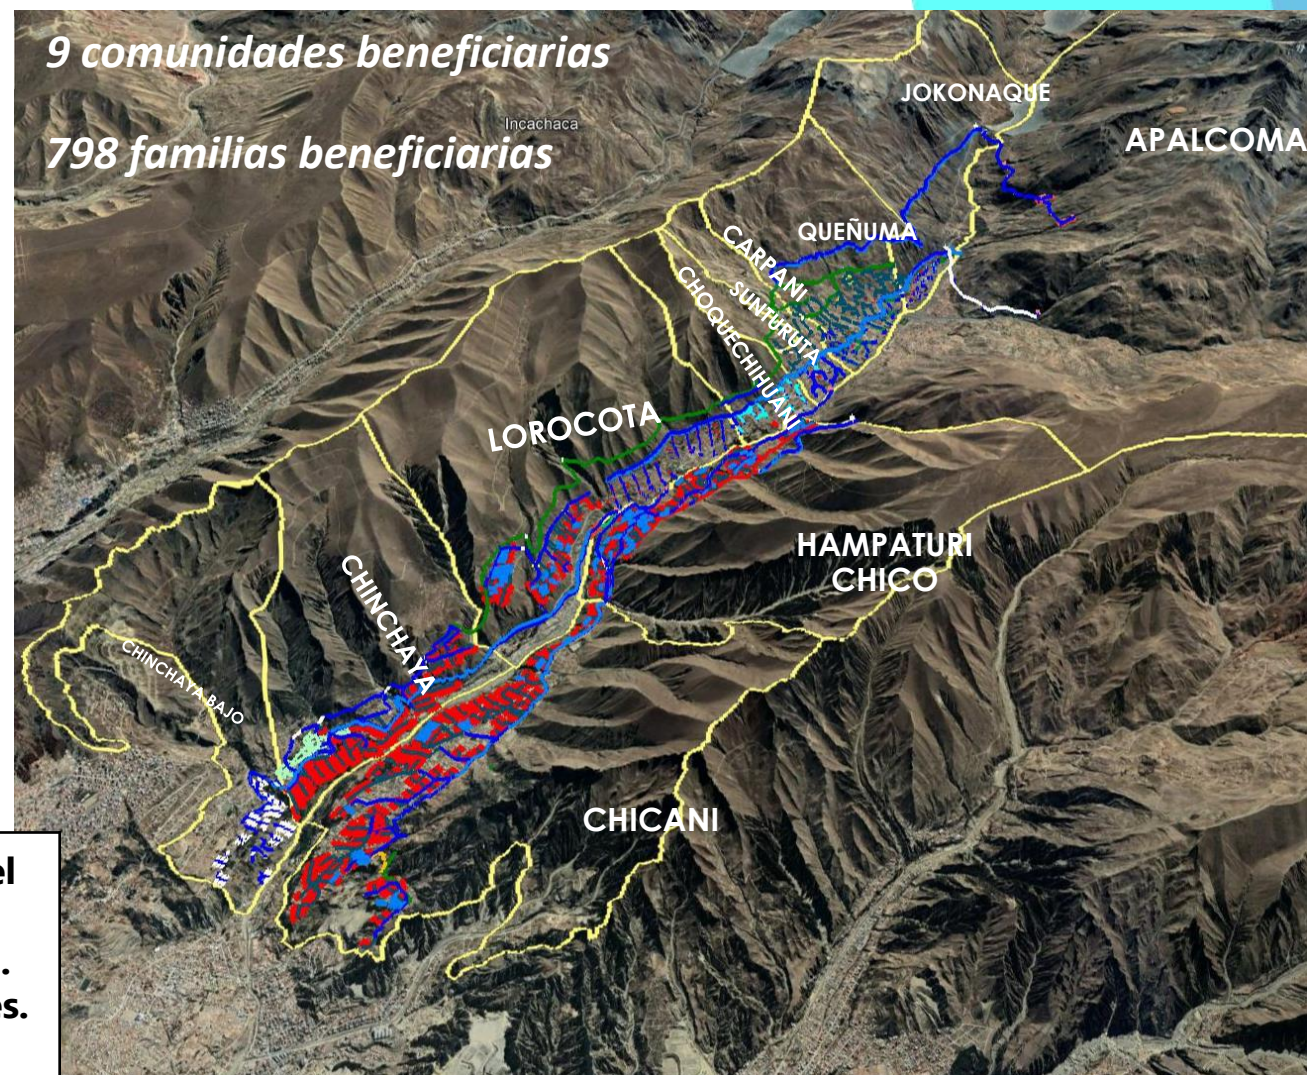 9 comunidades beneficiarias
798 familias beneficiarias
Incachaca
JOKONAQUE
APALCOMA
QUEÑUMA
CARPANI
SUNTURUTA
CHOQUECHIHUANI
LOROCOTA
HAMPATURI
CHICO
CHINCHAYA
CHINCHAYA BAJO
CHICANI
el
.
es.